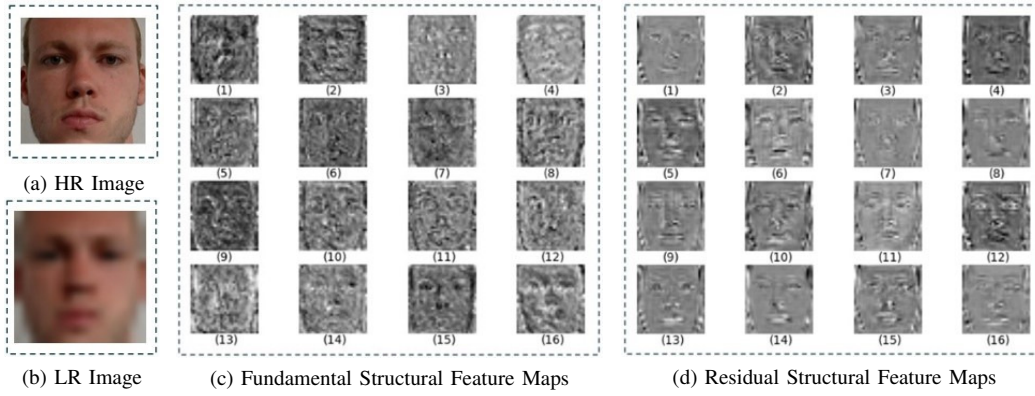 (a) HR Image
(b) LR Image
(1) (2) (3) (4)
(5) (6) (7) (8)
(9) (10) (11) (12)
(13) (14) (15) (16)
(c) Fundamental Structural Feature Maps
(1) (2) (3) (4)
(5) (6) (7) (8)
(9) (10) (11) (12)
(13) (14) (15) (16)
(d) Residual Structural Feature Maps